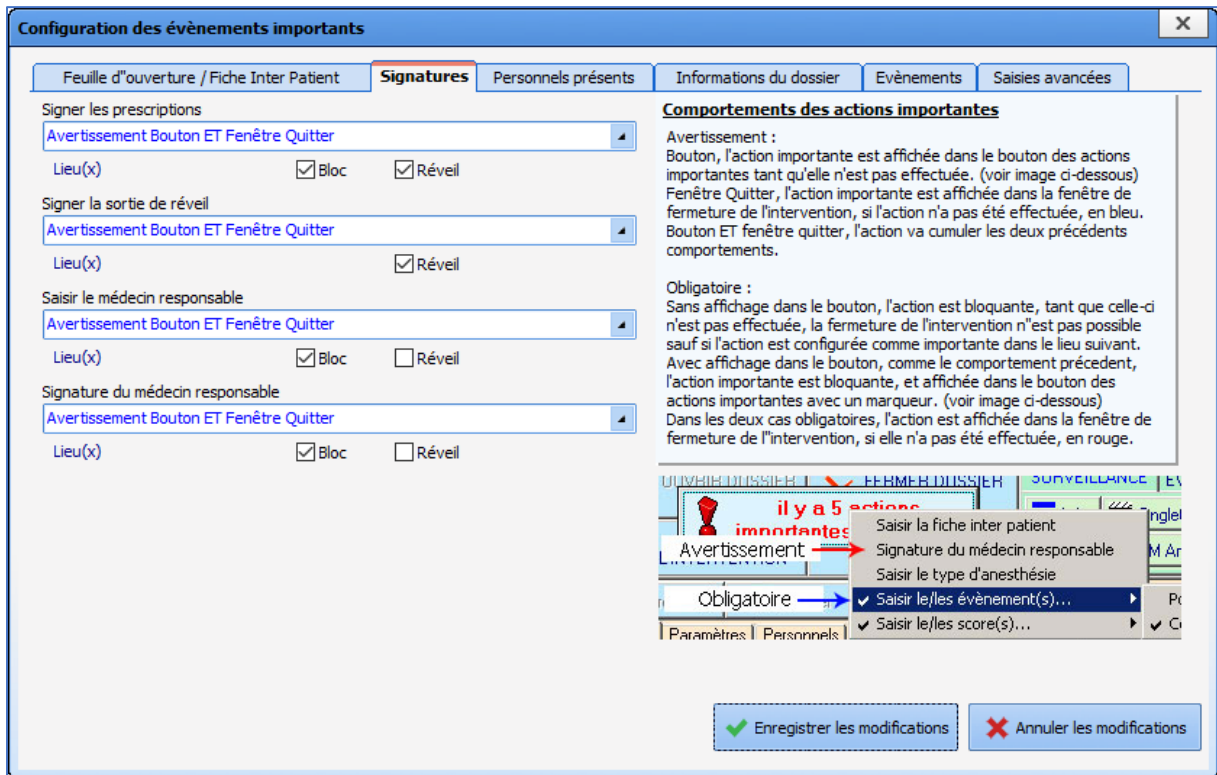 Configuration des évènements importants
Feuille d"ouverture / Fiche Inter Patient
Signatures
Personnels présents
Informations du dossier
Evènements
Saisies avancées
Signer les prescriptions
Avertissement Bouton ET Fenêtre Quitter
Lieu(x) Bloc Réveil
Signer la sortie de réveil
Avertissement Bouton ET Fenêtre Quitter
Lieu(x) Réveil
Saisir le médecin responsable
Avertissement Bouton ET Fenêtre Quitter
Lieu(x) Bloc Réveil
Signature du médecin responsable
Avertissement Bouton ET Fenêtre Quitter
Lieu(x) Bloc Réveil
Comportements des actions importantes
Avertissement :
Bouton, l'action importante est affichée dans le bouton des actions
importantes tant qu'elle n'est pas effectuée. (voir image ci-dessous)
Fenêtre Quitter, l'action importante est affichée dans la fenêtre de
fermeture de l'intervention, si l'action n'a pas été effectuée, en bleu.
Bouton ET fenêtre quitter, l'action va cumuler les deux précédents
comportements.
Obligatoire :
Sans affichage dans le bouton, l'action est bloquante, tant que celle-ci
n'est pas effectuée, la fermeture de l'intervention n"est pas possible
sauf si l'action est configurée comme importante dans le lieu suivant.
Avec affichage dans le bouton, comme le comportement précedent,
l'action importante est bloquante, et affichée dans le bouton des
actions importantes avec un marqueur. (voir image ci-dessous)
Dans les deux cas obligatoires, l'action est affichée dans la fenêtre de
fermeture de l"intervention, si elle n'a pas été effectuée, en rouge.
OUVRIR DOSSIER FERMER DOSSIER SURVEILLANCE
il y a 5 actions
importantes
Saisir la fiche inter patient
Avertissement
Signature du médecin responsable
Saisir le type d'anesthésie
Obligatoire
Saisir le/les évènement(s)...
Saisir le/les score(s)...
Paramètres Personnels
Enregistrer les modifications
Annuler les modifications